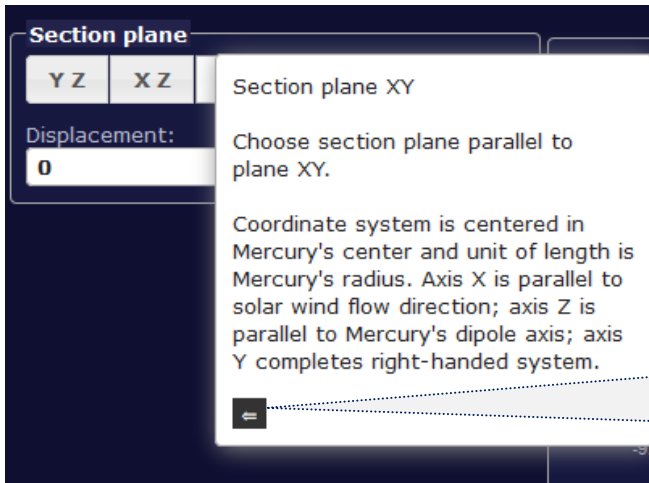 Section plane
Y Z
X Z
Displacement:
0
Section plane XY
Choose section plane parallel to
plane XY.
Coordinate system is centered in
Mercury's center and unit of length is
Mercury's radius. Axis X is parallel to
solar wind flow direction; axis Z is
parallel to Mercury's dipole axis; axis
Y completes right-handed system.
⇐